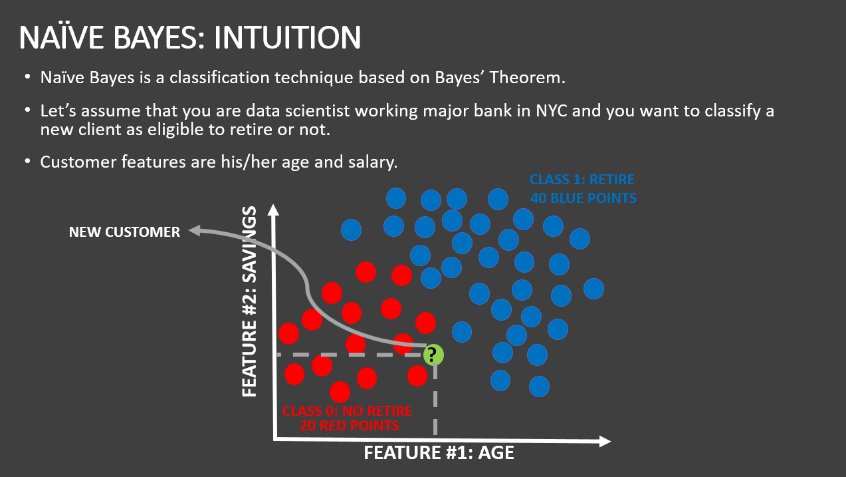 NAÏVE BAYES: INTUITION
• Naïve Bayes is a classification technique based on Bayes’ Theorem.
• Let’s assume that you are data scientist working major bank in NYC and you want to classify a
new client as eligible to retire or not.
• Customer features are his/her age and salary.
CLASS 1: RETIRE
40 BLUE POINTS
NEW CUSTOMER
FEATURE #2: SAVINGS
?
CLASS 0: NO RETIRE
20 RED POINTS
FEATURE #1: AGE